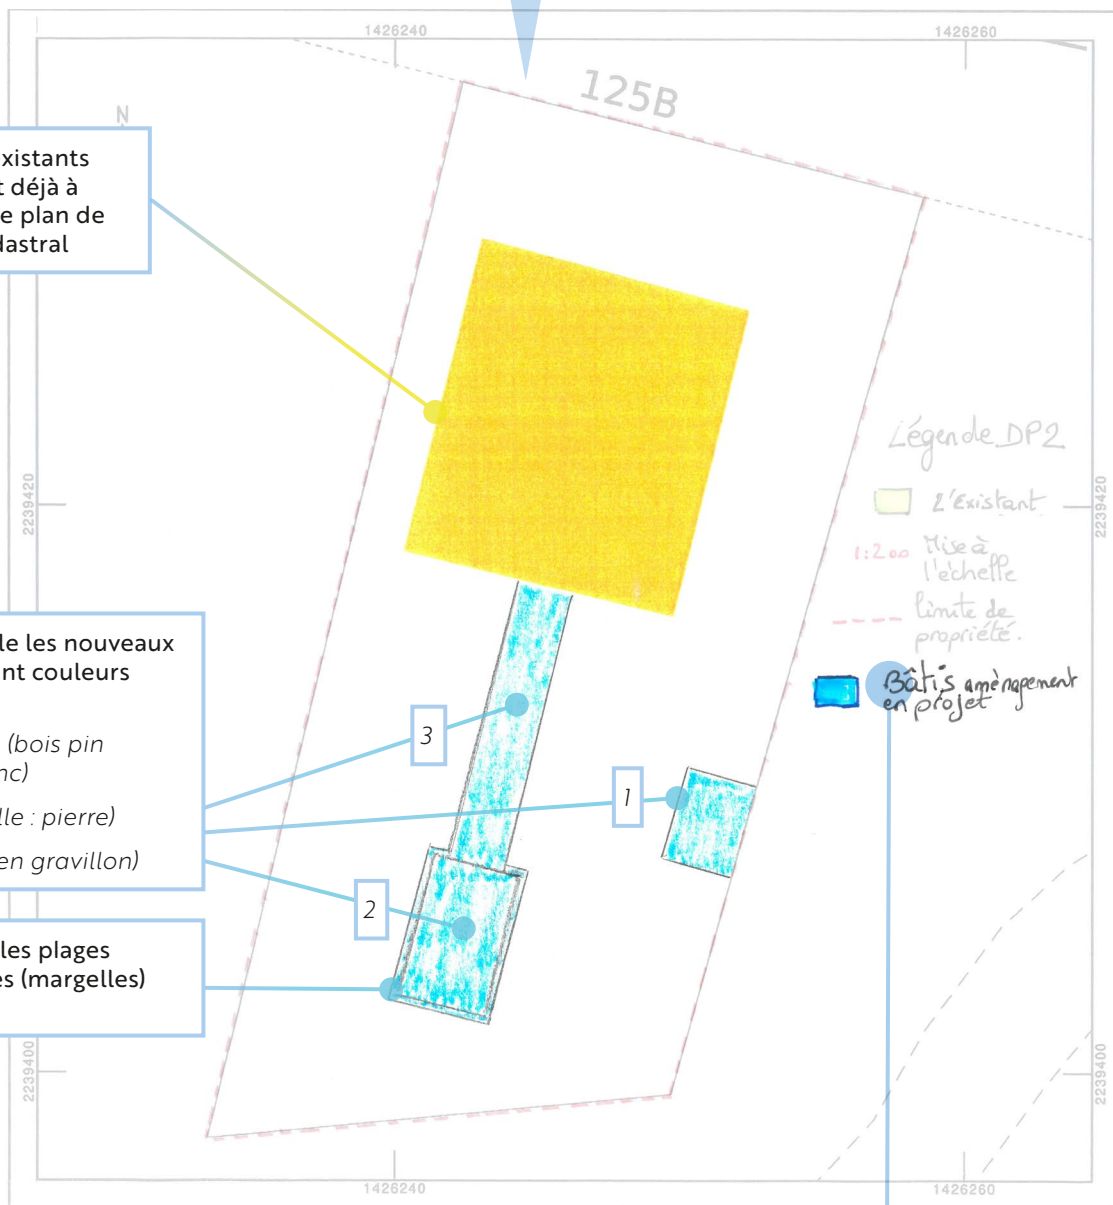 1426240
1426260
125B
N
xistants
t déjà à
e plan de
dastral
2239420
2239420
Légende DP2
L'Existant
1:200 Mise à
l'échelle
limite de
propriété.
Bâtis aménagement
en projet
le les nouveaux
nt couleurs
(bois pin
nc)
lle : pierre)
en gravillon)
3
1
2
les plages
es (margelles)
2239400
2239400
1426240
1426260